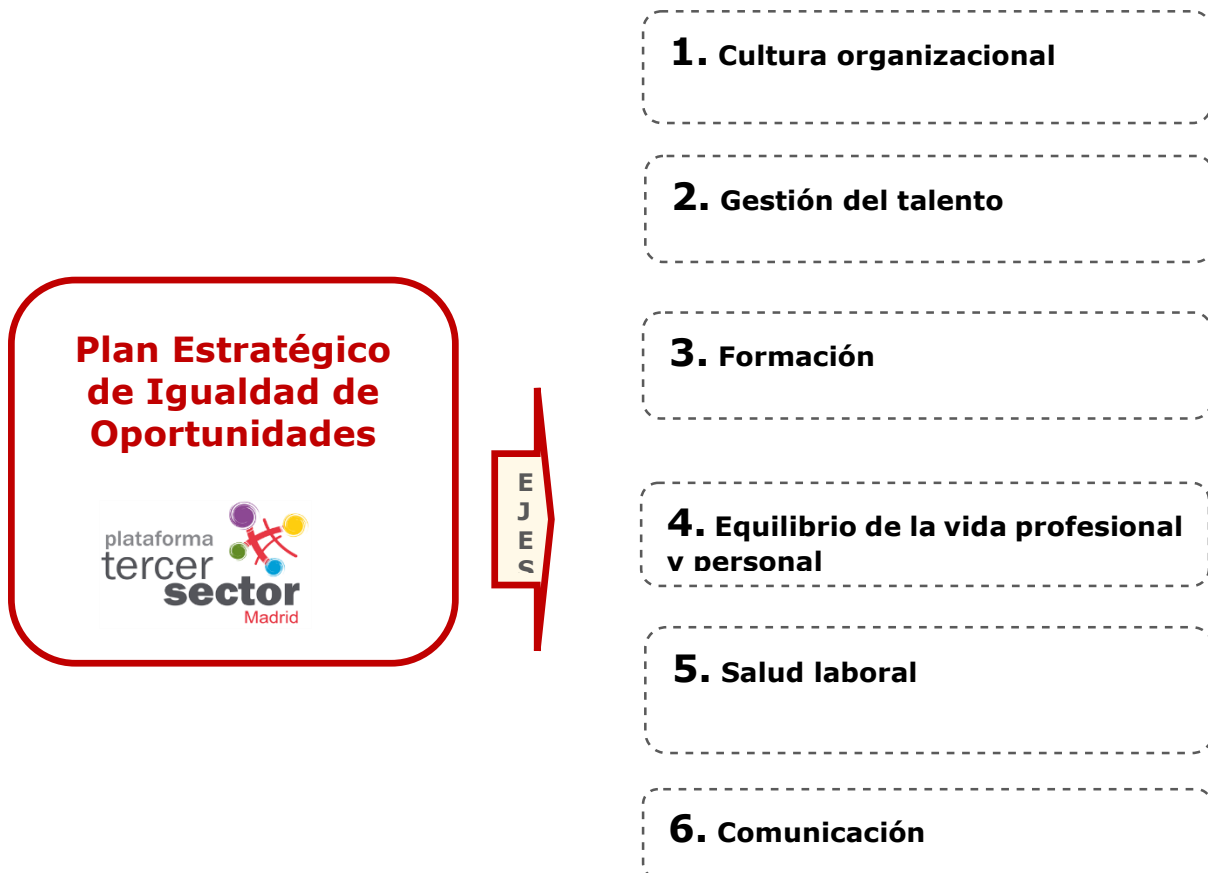 1. Cultura organizacional
2. Gestión del talento
3. Formación
Plan Estratégico
de Igualdad de
Oportunidades
plataforma
tercer
sector
Madrid
E
J
E
S
4. Equilibrio de la vida profesional
y personal
5. Salud laboral
6. Comunicación